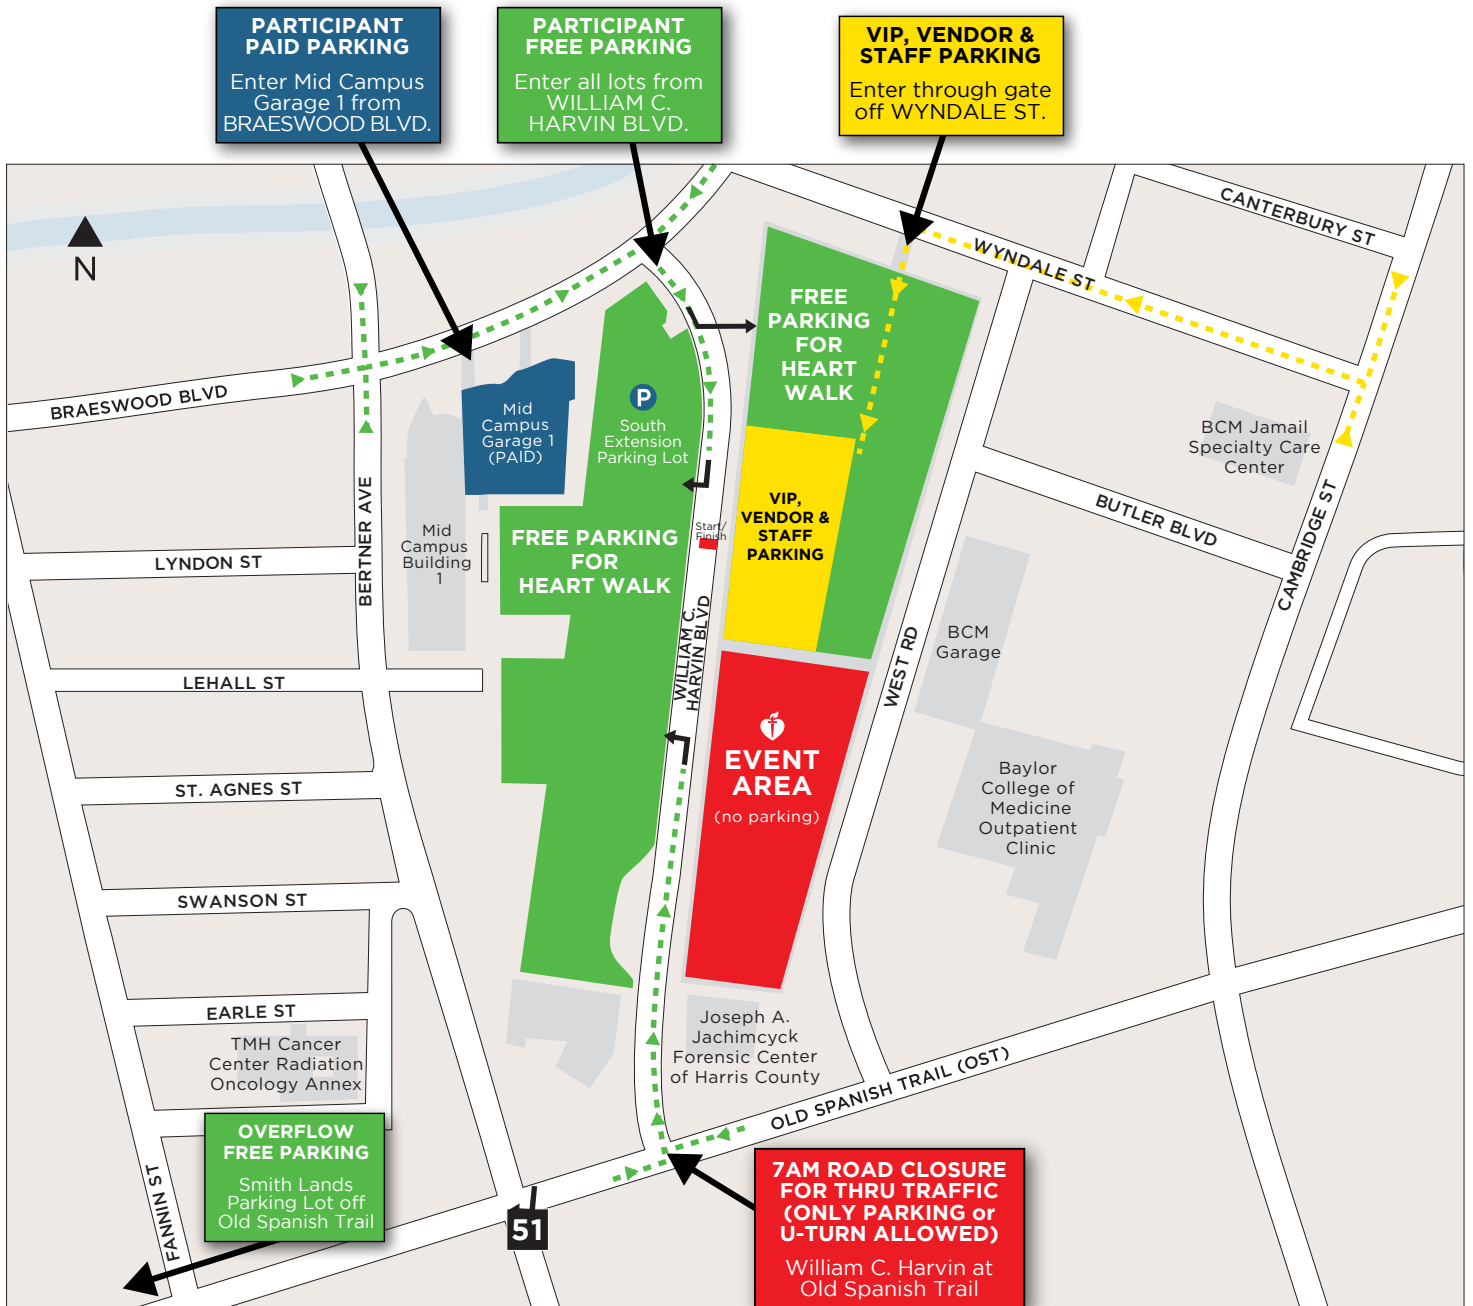 PARTICIPANT
PAID PARKING
Enter Mid Campus
Garage 1 from
BRAESWOOD BLVD.
PARTICIPANT
FREE PARKING
Enter all lots from
WILLIAM C.
HARVIN BLVD.
VIP, VENDOR &
STAFF PARKING
Enter through gate
off WYNDALE ST.
N
CANTERBURY ST
WYNDALE ST
BRAESWOOD BLVD
FREE
PARKING
FOR
HEART
WALK
Mid
Campus
Garage 1
(PAID)
P
South
Extension
Parking Lot
BCM Jamail
Specialty Care
Center
BUTLER BLVD
CAMBRIDGE ST
BERTNER AVE
LYNDON ST
Mid
Campus
Building
1
FREE PARKING
FOR
HEART WALK
Start/
Finish
VIP,
VENDOR &
STAFF
PARKING
WILLIAM C.
HARVIN BLVD
WEST RD
BCM
Garage
LEHALL ST
EVENT
AREA
(no parking)
ST. AGNES ST
Baylor
College of
Medicine
Outpatient
Clinic
SWANSON ST
EARLE ST
TMH Cancer
Center Radiation
Oncology Annex
Joseph A.
Jachimcyck
Forensic Center
of Harris County
OLD SPANISH TRAIL (OST)
FANNIN ST
OVERFLOW
FREE PARKING
Smith Lands
Parking Lot off
Old Spanish Trail
51
7AM ROAD CLOSURE
FOR THRU TRAFFIC
(ONLY PARKING or
U-TURN ALLOWED)
William C. Harvin at
Old Spanish Trail